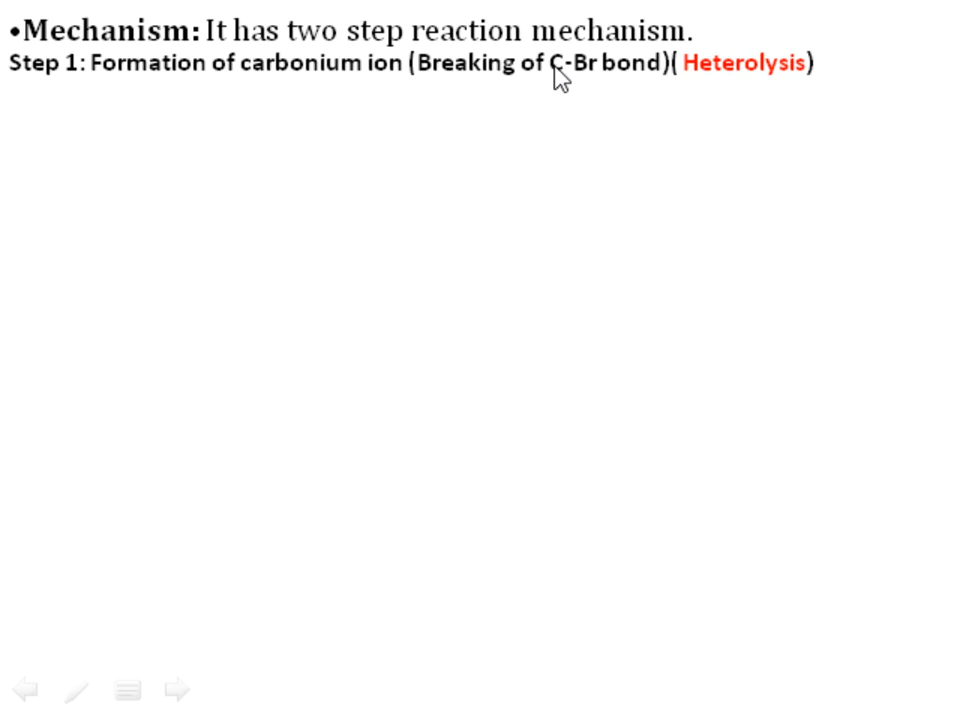 •Mechanism: It has two step reaction mechanism.
Step 1: Formation of carbonium ion (Breaking of C-Br bond)( Heterolysis)